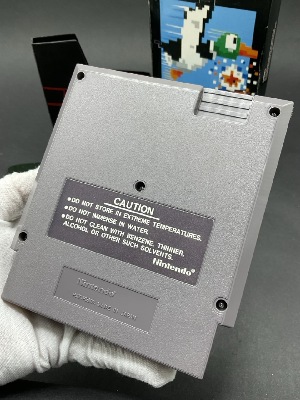 CAUTION
•DO NOT STORE IN EXTREME TEMPERATURES.
•DO NOT IMMERSE IN WATER.
•DO NOT CLEAN WITH BENZENE, THINNER,
ALCOHOL OR OTHER SUCH SOLVENTS.
Nintendo®
Nintendo